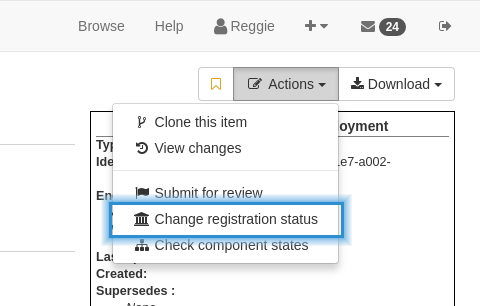 Browse Help Reggie 24
Actions Download
oyment
Clone this item
View changes
Submit for review
Change registration status
Check component states
Typ
Ide
e7-a002-
En
Las
Created:
Supersedes :
None